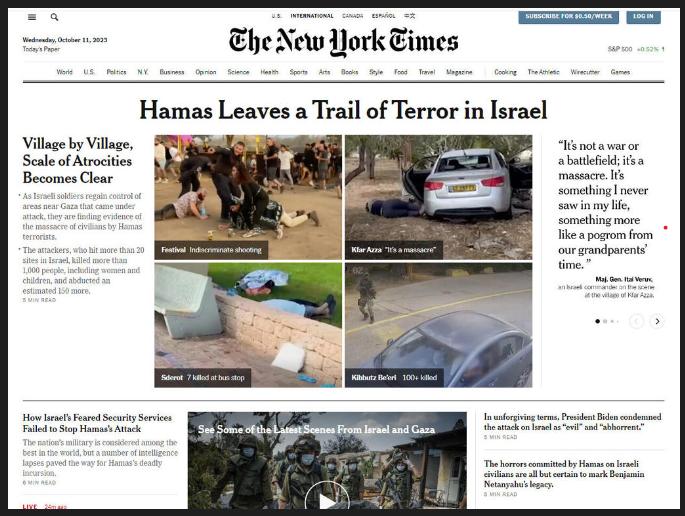 U.S. INTERNATIONAL CANADA ESPAÑOL 中文
SUBSCRIBE FOR $0.50/WEEK LOG IN
Wednesday, October 11, 2023
Today's Paper
The New York Times
S&P 500 +0.52% ↑
World U.S. Politics N.Y. Business Opinion Science Health Sports Arts Books Style Food Travel Magazine Cooking The Athletic Wirecutter Games
Hamas Leaves a Trail of Terror in Israel
Village by Village,
Scale of Atrocities
Becomes Clear
• As Israeli soldiers regain control of
areas near Gaza that came under
attack, they are finding evidence of
the massacre of civilians by Hamas
terrorists.
• The attackers, who hit more than 20
sites in Israel, killed more than
1,000 people, including women and
children, and abducted an
estimated 150 more.
5 MIN READ
Festival Indiscriminate shooting
Kfar Azza "It's a massacre"
Sderot 7 killed at bus stop
Kibbutz Be'eri 100+ killed
“It's not a war or
a battlefield; it's a
massacre. It's
something I never
saw in my life,
something more
like a pogrom from
our grandparents'
time.”
Maj. Gen. Itai Veruv,
an Israeli commander on the scene
at the village of Kfar Azza.
How Israel's Feared Security Services
Failed to Stop Hamas's Attack
The nation's military is considered among the
best in the world, but a number of intelligence
lapses paved the way for Hamas's deadly
incursion.
6 MIN READ
LIVE 24m ago
See Some of the Latest Scenes From Israel and Gaza
In unforgiving terms, President Biden condemned
the attack on Israel as “evil” and “abhorrent.”
5 MIN READ
The horrors committed by Hamas on Israeli
civilians are all but certain to mark Benjamin
Netanyahu's legacy.
5 MIN READ